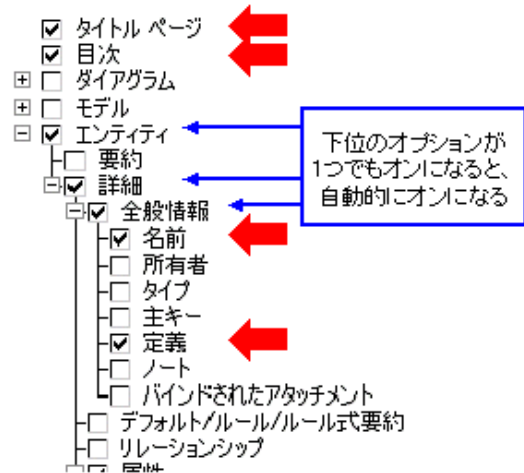 タイトル ページ
目次
ダイアグラム
モデル
エンティティ
要約
詳細
全般情報
名前
所有者
タイプ
主キー
定義
ノート
バインドされたアタッチメント
デフォルト/ルール/ルール式要約
リレーションシップ
属性
下位のオプションが
1つでもオンになると、
自動的にオンになる